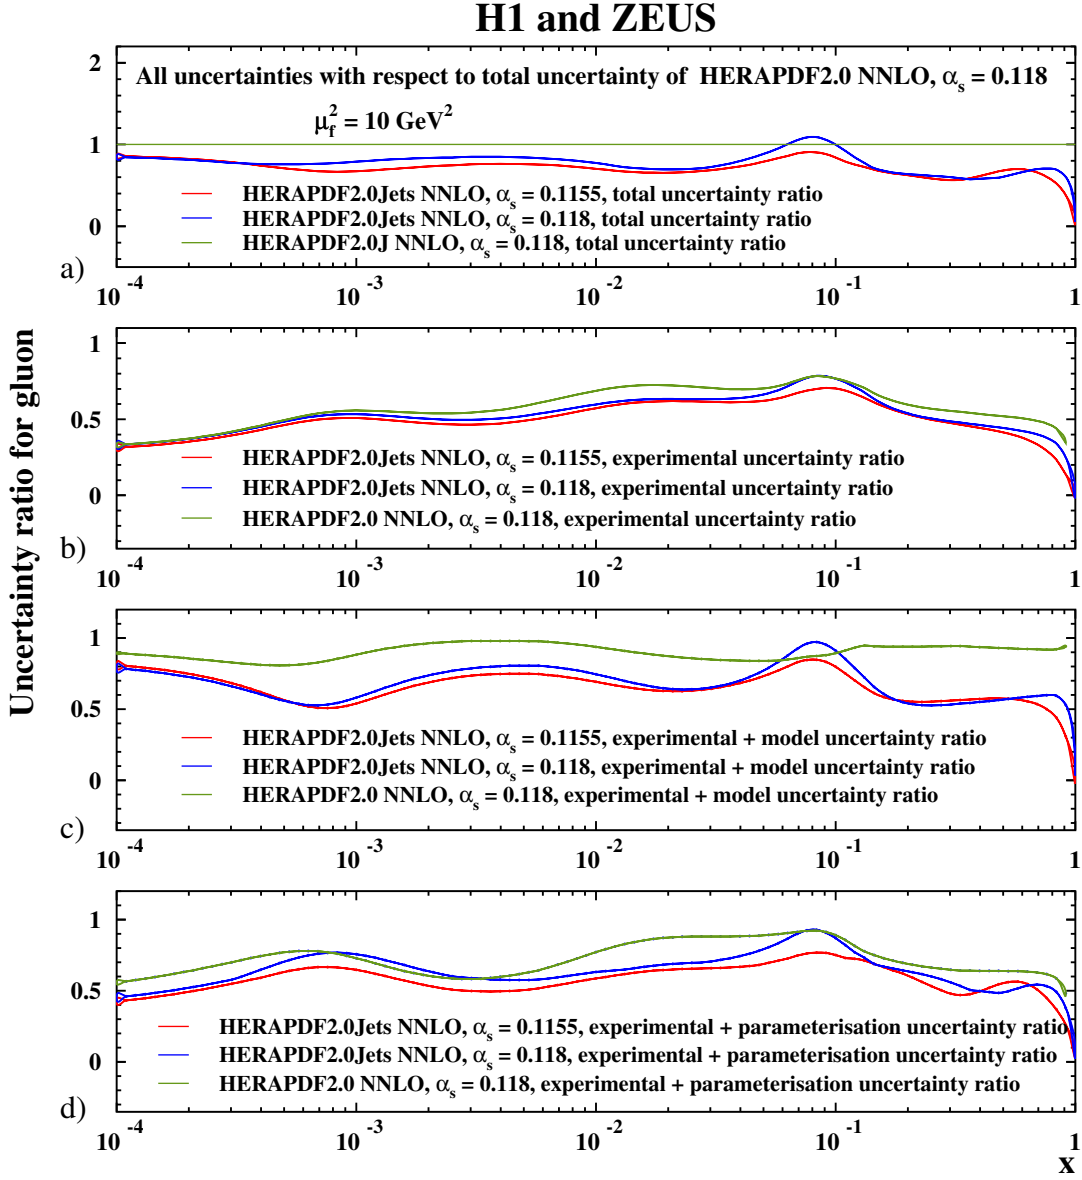 H1 and ZEUS
Uncertainty ratio for gluon
2
All uncertainties with respect to total uncertainty of HERAPDF2.0 NNLO, αs = 0.118
μf² = 10 GeV²
1
HERAPDF2.0Jets NNLO, αs = 0.1155, total uncertainty ratio
HERAPDF2.0Jets NNLO, αs = 0.118, total uncertainty ratio
0
HERAPDF2.0J NNLO, αs = 0.118, total uncertainty ratio
a)
10⁻⁴ 10⁻³ 10⁻² 10⁻¹ 1
1
0.5
HERAPDF2.0Jets NNLO, αs = 0.1155, experimental uncertainty ratio
HERAPDF2.0Jets NNLO, αs = 0.118, experimental uncertainty ratio
0
HERAPDF2.0 NNLO, αs = 0.118, experimental uncertainty ratio
b)
10⁻⁴ 10⁻³ 10⁻² 10⁻¹ 1
1
0.5
HERAPDF2.0Jets NNLO, αs = 0.1155, experimental + model uncertainty ratio
HERAPDF2.0Jets NNLO, αs = 0.118, experimental + model uncertainty ratio
0
HERAPDF2.0 NNLO, αs = 0.118, experimental + model uncertainty ratio
c)
10⁻⁴ 10⁻³ 10⁻² 10⁻¹ 1
1
0.5
HERAPDF2.0Jets NNLO, αs = 0.1155, experimental + parameterisation uncertainty ratio
HERAPDF2.0Jets NNLO, αs = 0.118, experimental + parameterisation uncertainty ratio
0
HERAPDF2.0 NNLO, αs = 0.118, experimental + parameterisation uncertainty ratio
d)
10⁻⁴ 10⁻³ 10⁻² 10⁻¹ 1
x